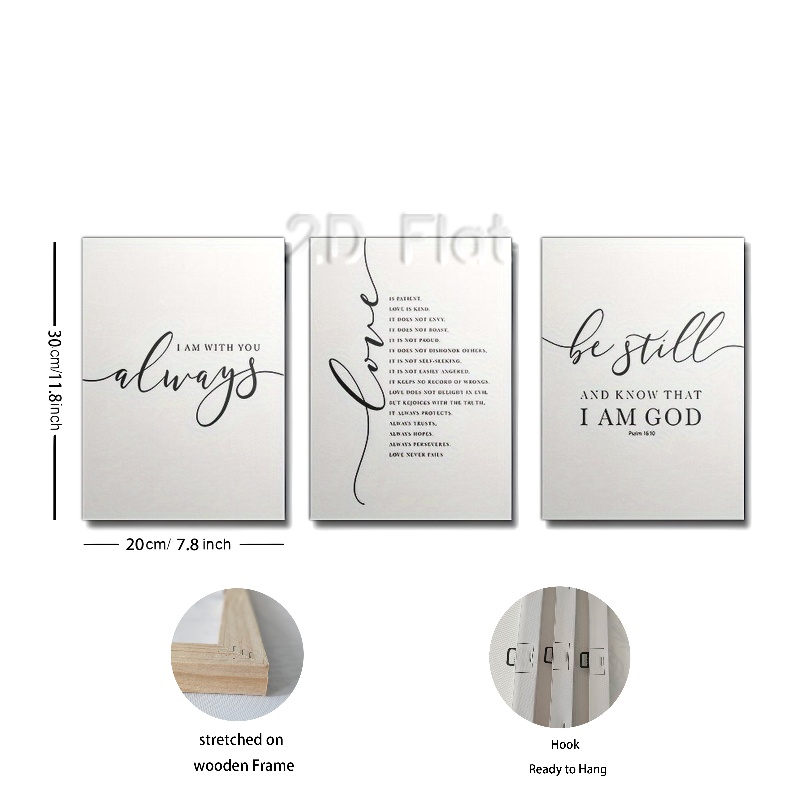 2D Flat
I AM WITH YOU
always
love
IS PATIENT,
LOVE IS KIND.
IT DOES NOT ENVY.
IT DOES NOT BOAST.
IT IS NOT PROUD.
IT DOES NOT DISHONOR OTHERS,
IT IS NOT SELF-SEEKING,
IT IS NOT EASILY ANGERED,
IT KEEPS NO RECORD OF WRONGS.
LOVE DOES NOT DELIGHT IN EVIL
BUT REJOICES WITH THE TRUTH.
IT ALWAYS PROTECTS.
ALWAYS TRUSTS,
ALWAYS HOPES,
ALWAYS PERSEVERES.
LOVE NEVER FAILS
be still
AND KNOW THAT
I AM GOD
Psalm
30cm/11.8inch
20cm/ 7.8 inch
stretched on
wooden Frame
Hook
Ready to Hang